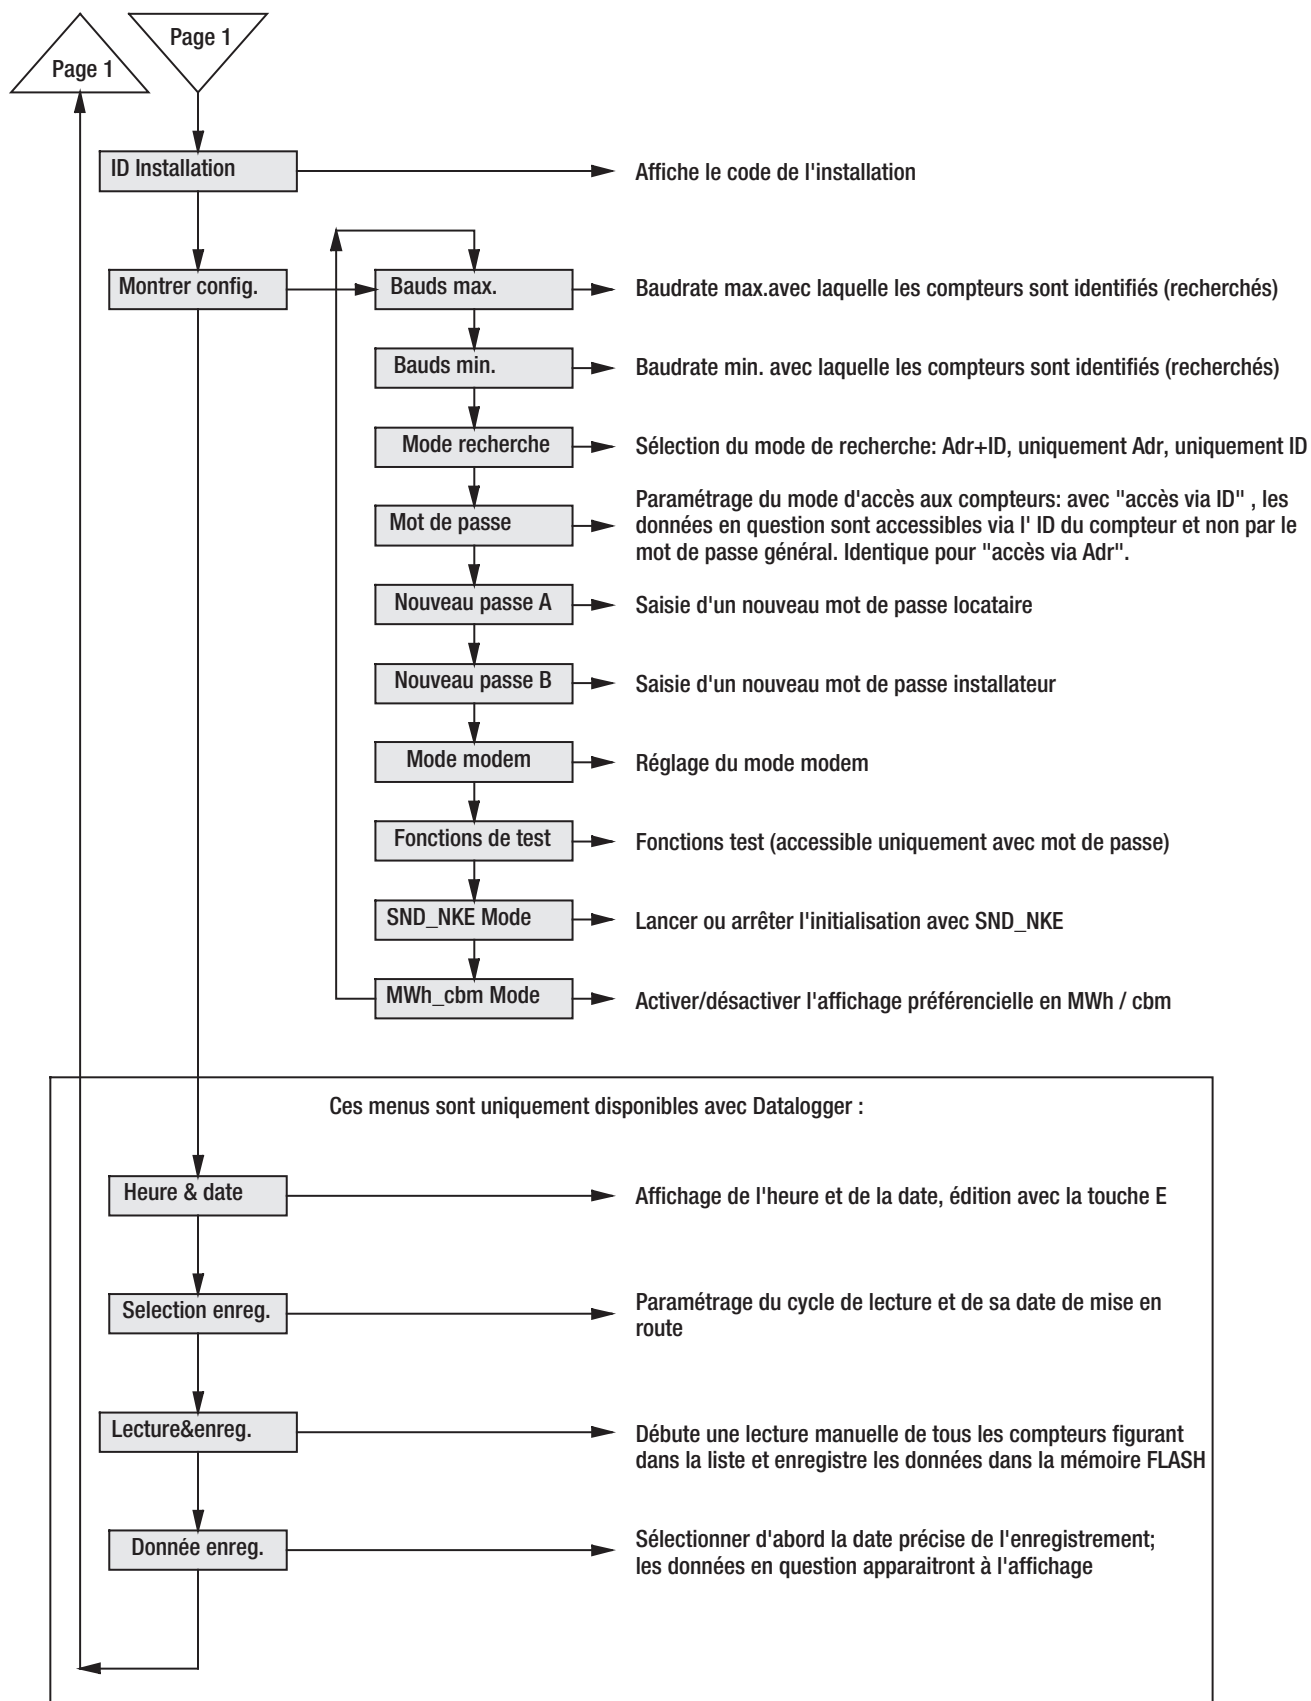 Page 1
Page 1
ID Installation
Affiche le code de l'installation
Montrer config.
Bauds max.
Baudrate max.avec laquelle les compteurs sont identifiés (recherchés)
Bauds min.
Baudrate min. avec laquelle les compteurs sont identifiés (recherchés)
Mode recherche
Sélection du mode de recherche: Adr+ID, uniquement Adr, uniquement ID
Mot de passe
Paramétrage du mode d'accès aux compteurs: avec "accès via ID" , les
données en question sont accessibles via l' ID du compteur et non par le
mot de passe général. Identique pour "accès via Adr".
Nouveau passe A
Saisie d'un nouveau mot de passe locataire
Nouveau passe B
Saisie d'un nouveau mot de passe installateur
Mode modem
Réglage du mode modem
Fonctions de test
Fonctions test (accessible uniquement avec mot de passe)
SND_NKE Mode
Lancer ou arrêter l'initialisation avec SND_NKE
MWh_cbm Mode
Activer/désactiver l'affichage préférencielle en MWh / cbm
Ces menus sont uniquement disponibles avec Datalogger :
Heure & date
Affichage de l'heure et de la date, édition avec la touche E
Selection enreg.
Paramétrage du cycle de lecture et de sa date de mise en
route
Lecture&enreg.
Débute une lecture manuelle de tous les compteurs figurant
dans la liste et enregistre les données dans la mémoire FLASH
Donnée enreg.
Sélectionner d'abord la date précise de l'enregistrement;
les données en question apparaitront à l'affichage